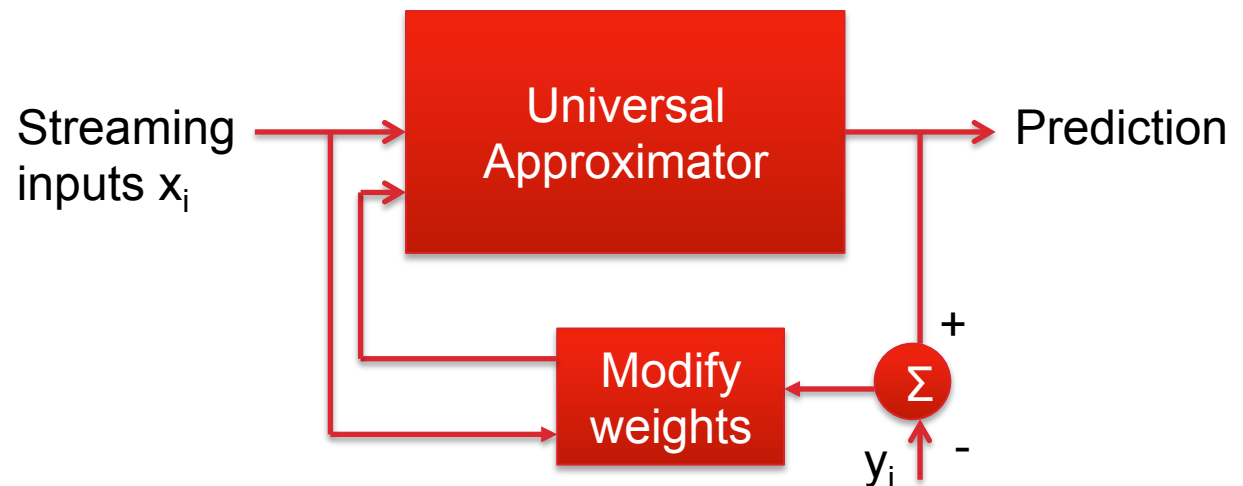 Streaming
inputs xᵢ
Universal
Approximator
Prediction
+
Modify
weights
Σ
yᵢ
-